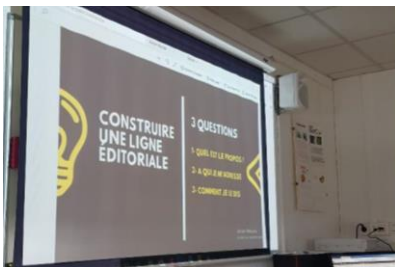 CONSTRUIRE
UNE LIGNE
ÉDITORIALE
3 QUESTIONS
1- QUEL EST LE PROPOS ?
2- A QUI JE M'ADRESSE
3- COMMENT JE LE DIS